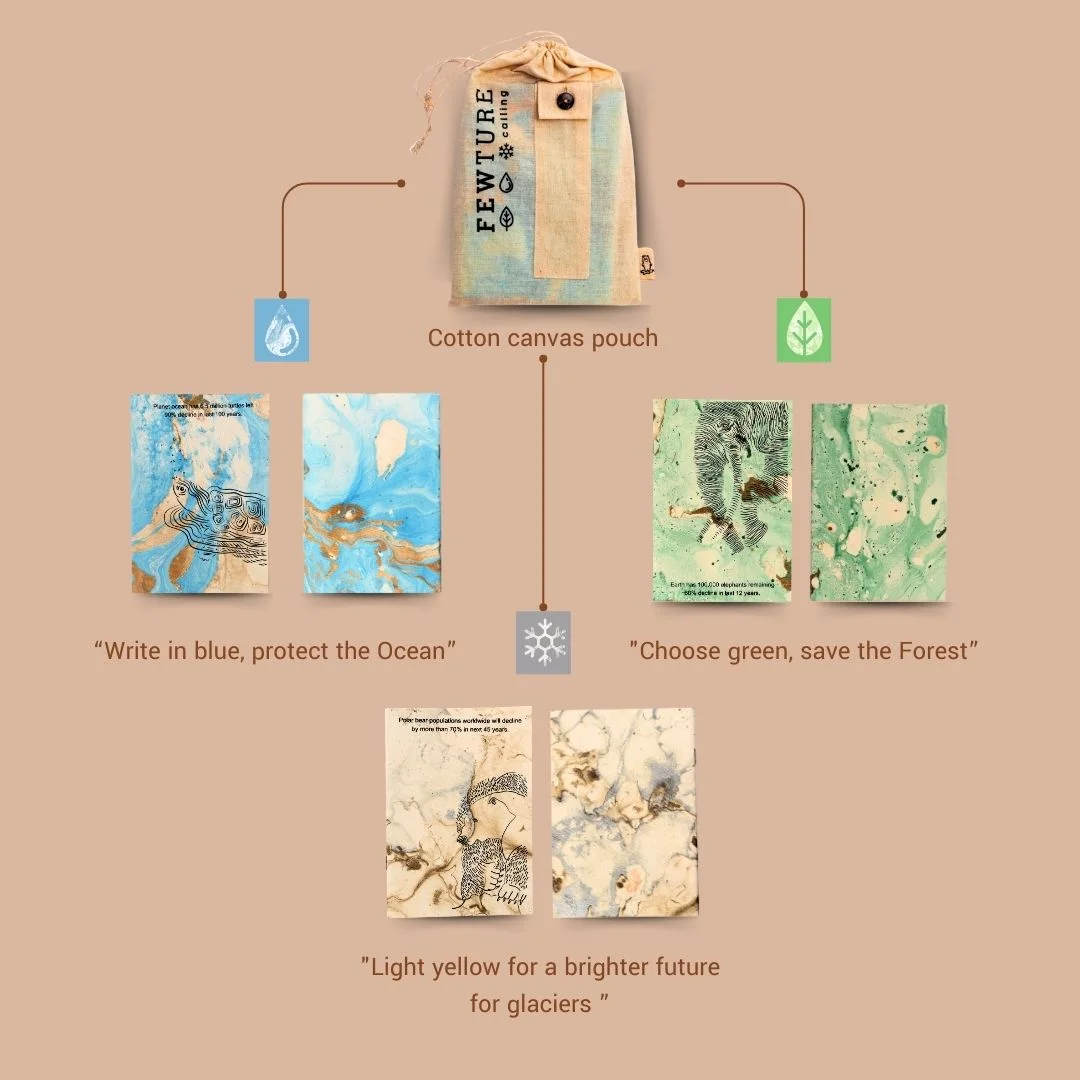 FEWTURE
calling
Cotton canvas pouch
Planet ocean has 6.5 million turtles left
90% decline in last 100 years.
Earth has 100,000 elephants remaining
60% decline in last 12 years.
“Write in blue, protect the Ocean”
"Choose green, save the Forest”
Polar bear populations worldwide will decline
by more than 70% in next 45 years.
"Light yellow for a brighter future
for glaciers ”